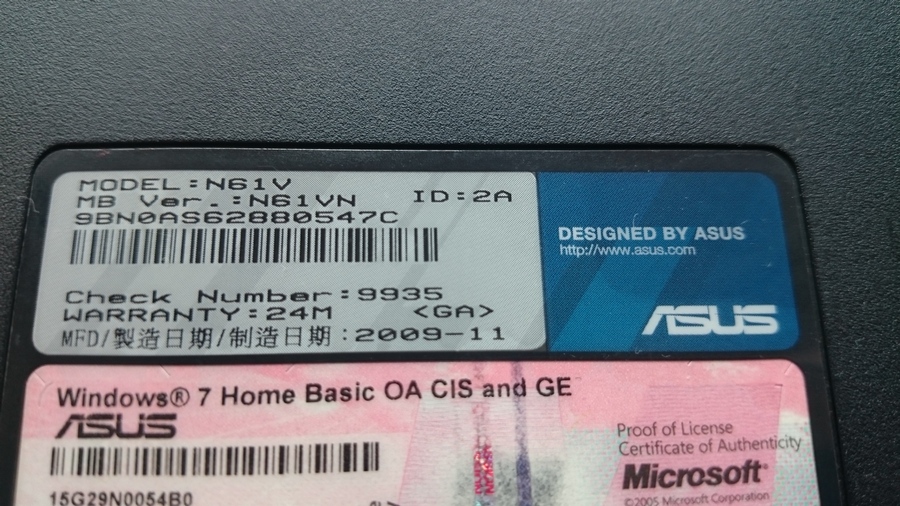 MODEL:N61V
MB Ver.:N61VN ID:2A
9BN0AS62880547C
Check Number:9935
WARRANTY:24M <GA>
MFD/製造日期/制造日期:2009-11
DESIGNED BY ASUS
http://www.asus.com
ASUS
Windows® 7 Home Basic OA CIS and GE
ASUS
15G29N0054B0
Proof of License
Certificate of Authenticity
Microsoft®
©2005 Microsoft Corporation